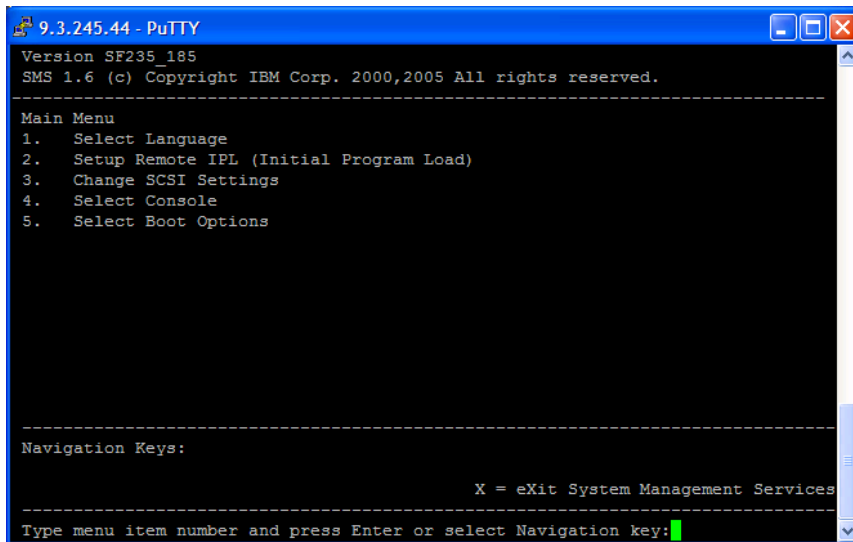 9.3.245.44 - PuTTY
Version SF235_185
SMS 1.6 (c) Copyright IBM Corp. 2000,2005 All rights reserved.
--------------------------------------------------------------------------------
Main Menu
1. Select Language
2. Setup Remote IPL (Initial Program Load)
3. Change SCSI Settings
4. Select Console
5. Select Boot Options
--------------------------------------------------------------------------------
Navigation Keys:
X = eXit System Management Services
--------------------------------------------------------------------------------
Type menu item number and press Enter or select Navigation key: